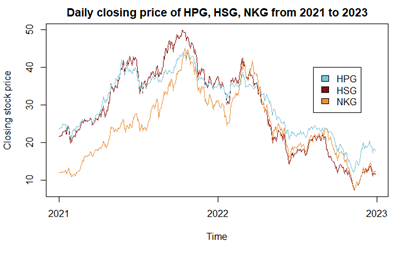 Daily closing price of HPG, HSG, NKG from 2021 to 2023
Closing stock price
50
40
30
20
10
HPG
HSG
NKG
2021
2022
2023
Time